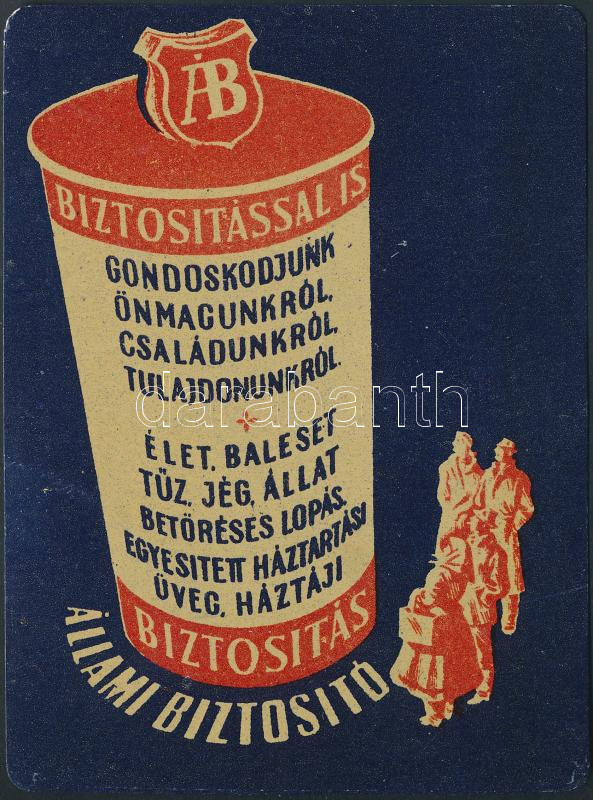 ÁB
BIZTOSITÁSSAL IS
GONDOSKODJUNK
ÖNMAGUNKRÓL,
CSALÁDUNKRÓL,
TULAJDONUNKRÓL.
darabanth
ÉLET, BALESET
TŰZ, JÉG, ÁLLAT
BETÖRÉSES LOPÁS.
EGYESITETT HÁZTARTÁSI
ÜVEG, HÁZTÁJI
BIZTOSITÁS
ÁLLAMI BIZTOSITÓ